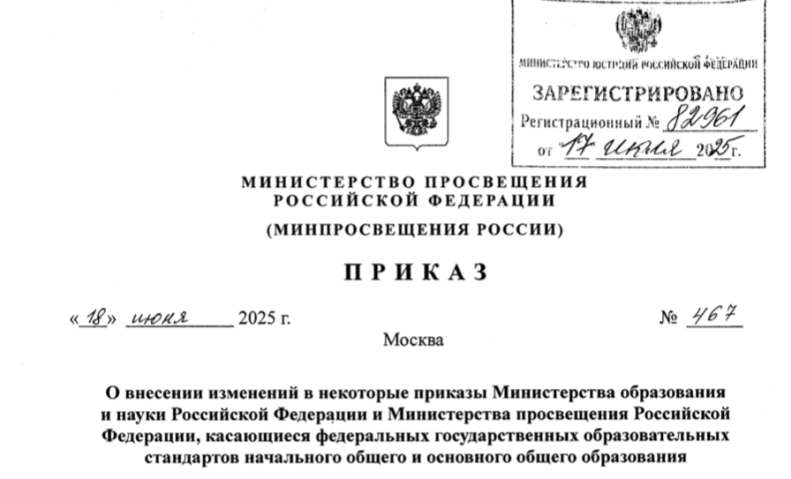 МИНИСТЕРСТВО ЮСТИЦИИ РОССИЙСКОЙ ФЕДЕРАЦИИ
ЗАРЕГИСТРИРОВАНО
Регистрационный № 82961
от 17 июля 2025 г.
МИНИСТЕРСТВО ПРОСВЕЩЕНИЯ
РОССИЙСКОЙ ФЕДЕРАЦИИ
(МИНПРОСВЕЩЕНИЯ РОССИИ)
ПРИКАЗ
«18» июня 2025 г.
№ 467
Москва
О внесении изменений в некоторые приказы Министерства образования
и науки Российской Федерации и Министерства просвещения Российской
Федерации, касающиеся федеральных государственных образовательных
стандартов начального общего и основного общего образования